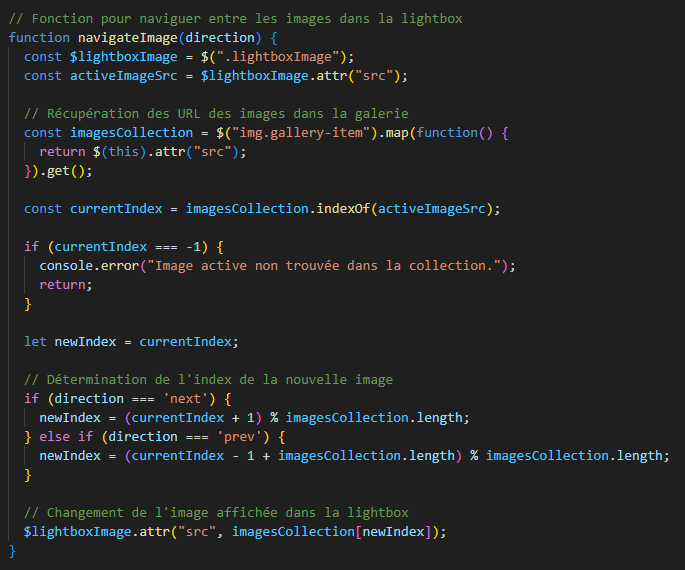 // Fonction pour naviguer entre les images dans la lightbox
function navigateImage(direction) {
  const $lightboxImage = $(".lightboxImage");
  const activeImageSrc = $lightboxImage.attr("src");

  // Récupération des URL des images dans la galerie
  const imagesCollection = $("img.gallery-item").map(function() {
    return $(this).attr("src");
  }).get();

  const currentIndex = imagesCollection.indexOf(activeImageSrc);

  if (currentIndex === -1) {
    console.error("Image active non trouvée dans la collection.");
    return;
  }

  let newIndex = currentIndex;

  // Détermination de l'index de la nouvelle image
  if (direction === 'next') {
    newIndex = (currentIndex + 1) % imagesCollection.length;
  } else if (direction === 'prev') {
    newIndex = (currentIndex - 1 + imagesCollection.length) % imagesCollection.length;
  }

  // Changement de l'image affichée dans la lightbox
  $lightboxImage.attr("src", imagesCollection[newIndex]);
}